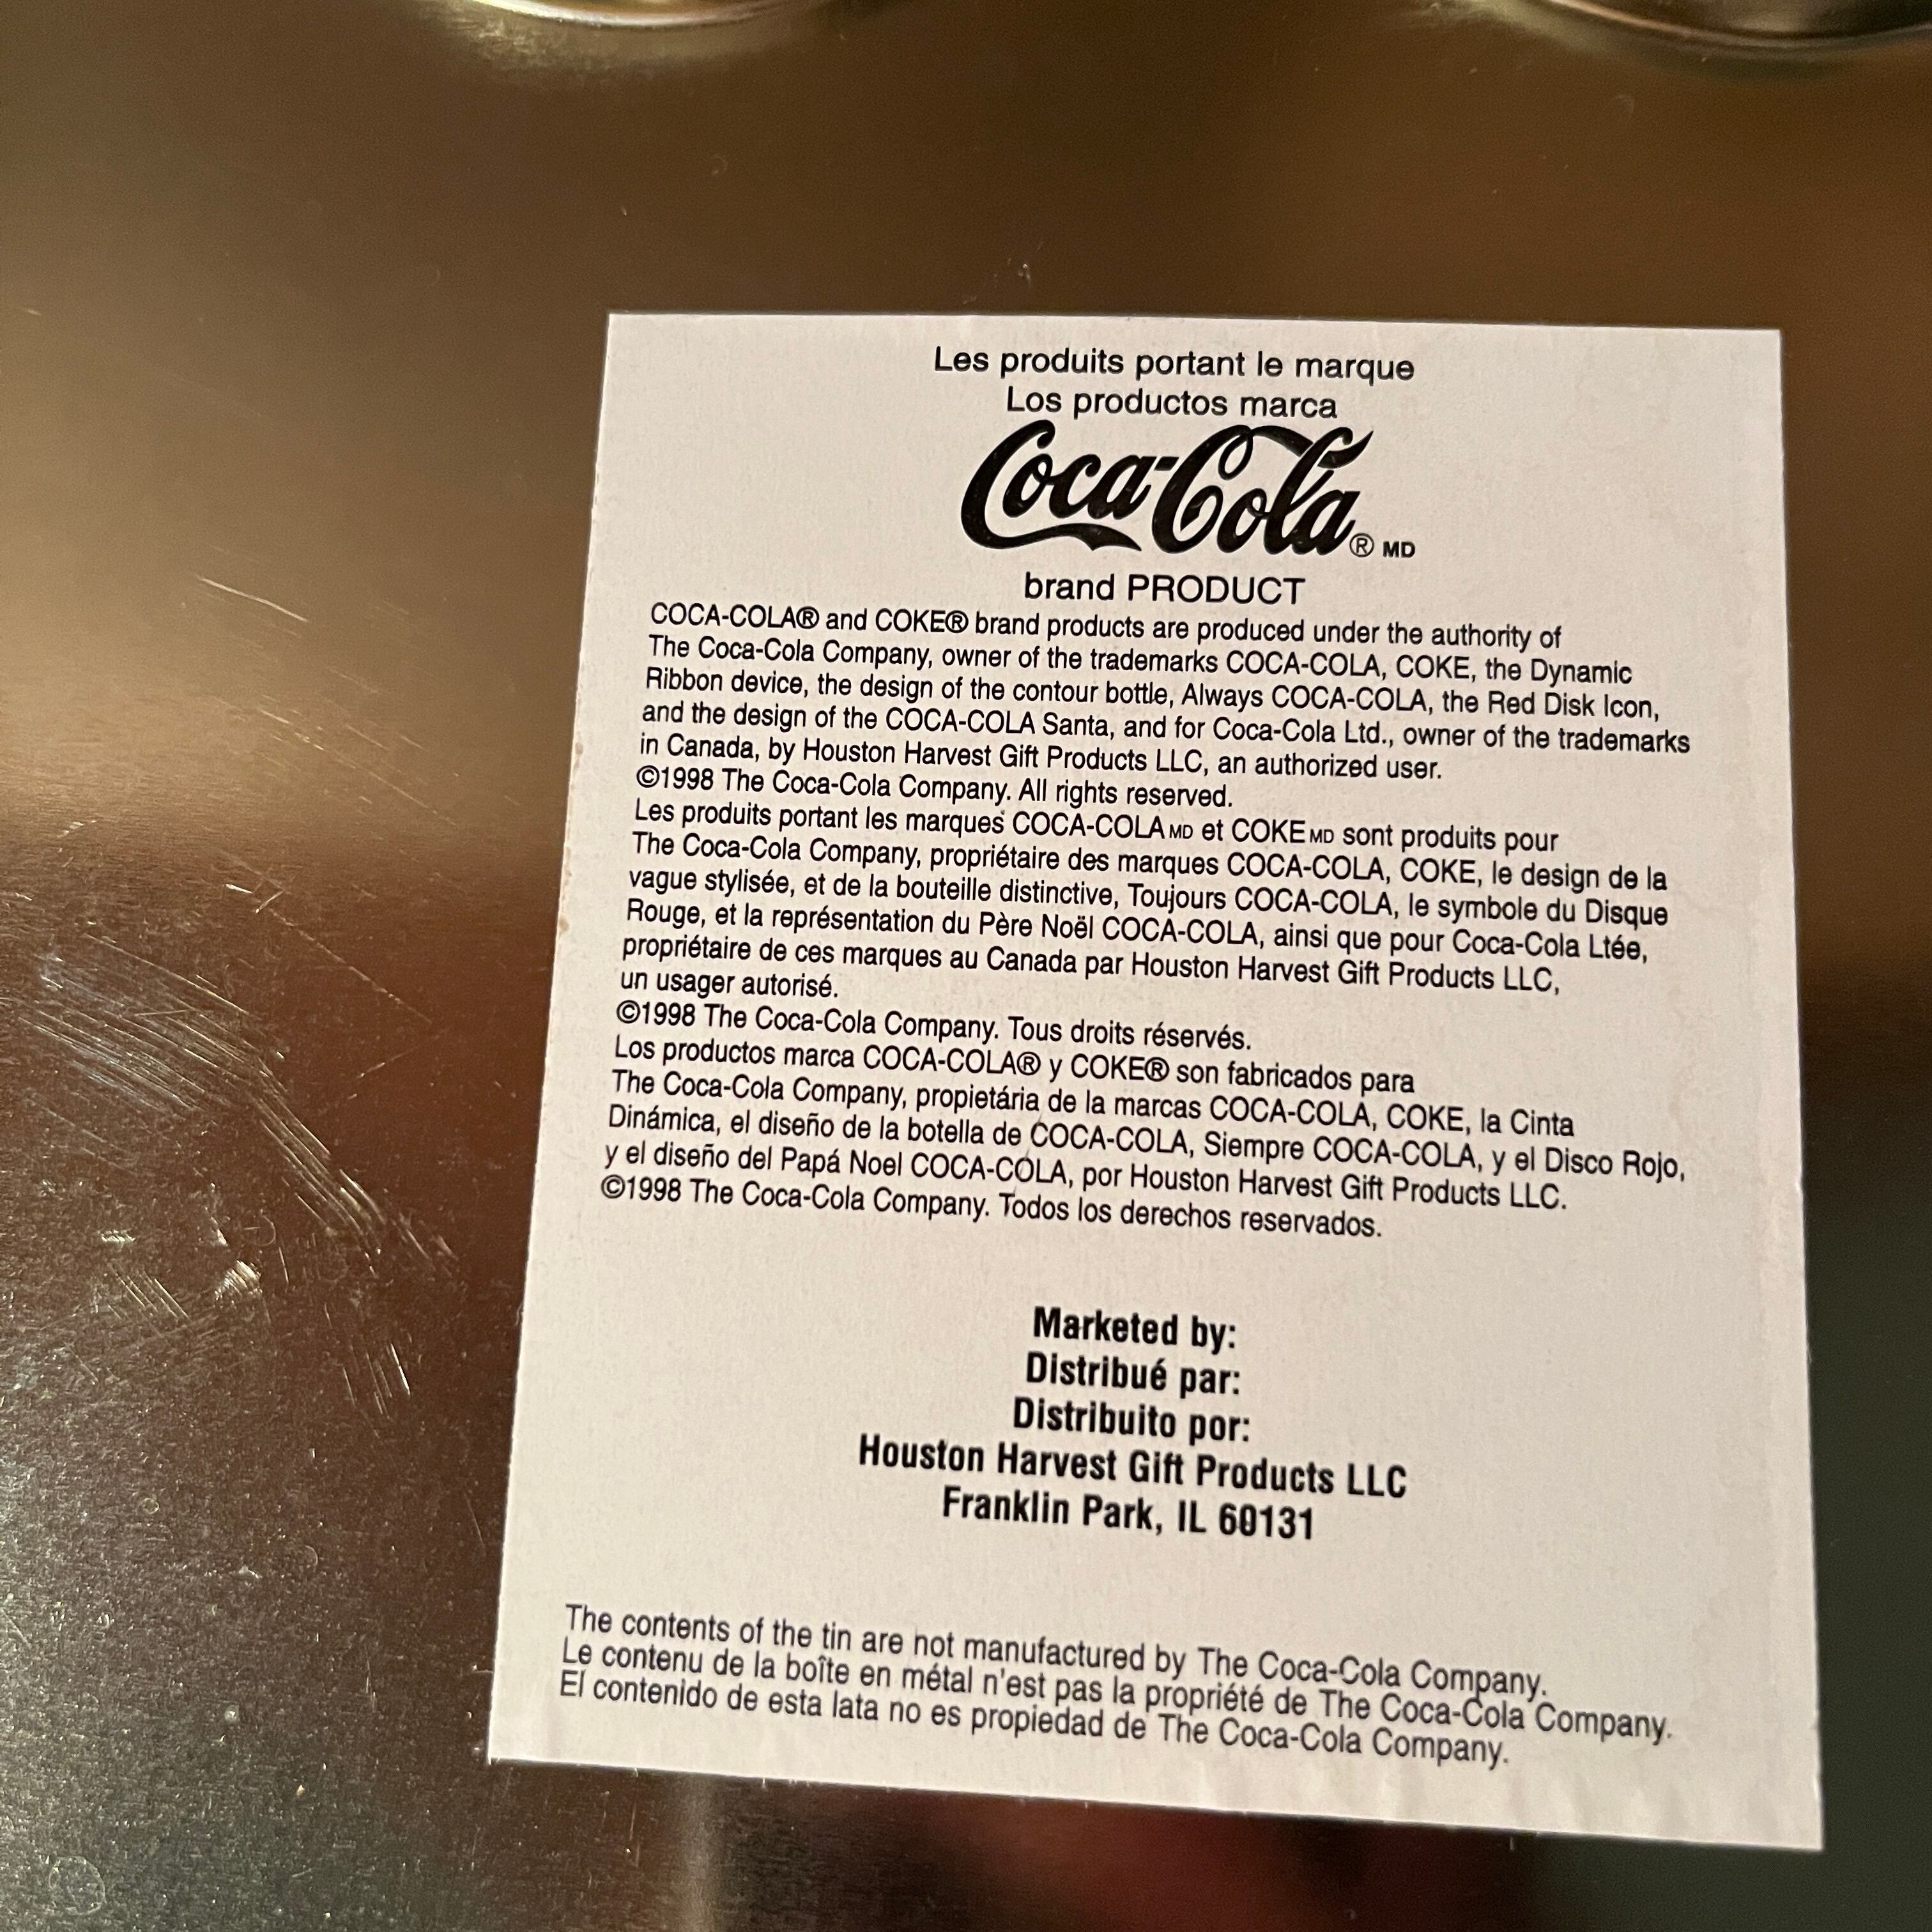 Les produits portant le marque
Los productos marca
Coca-Cola® MD
brand PRODUCT
COCA-COLA® and COKE® brand products are produced under the authority of
The Coca-Cola Company, owner of the trademarks COCA-COLA, COKE, the Dynamic
Ribbon device, the design of the contour bottle, Always COCA-COLA, the Red Disk Icon,
and the design of the COCA-COLA Santa, and for Coca-Cola Ltd., owner of the trademarks
in Canada, by Houston Harvest Gift Products LLC, an authorized user.
©1998 The Coca-Cola Company. All rights reserved.
Les produits portant les marques COCA-COLA MD et COKE MD sont produits pour
The Coca-Cola Company, propriétaire des marques COCA-COLA, COKE, le design de la
vague stylisée, et de la bouteille distinctive, Toujours COCA-COLA, le symbole du Disque
Rouge, et la représentation du Père Noël COCA-COLA, ainsi que pour Coca-Cola Ltée,
propriétaire de ces marques au Canada par Houston Harvest Gift Products LLC,
un usager autorisé.
©1998 The Coca-Cola Company. Tous droits réservés.
Los productos marca COCA-COLA® y COKE® son fabricados para
The Coca-Cola Company, propietária de la marcas COCA-COLA, COKE, la Cinta
Dinámica, el diseño de la botella de COCA-COLA, Siempre COCA-COLA, y el Disco Rojo,
y el diseño del Papá Noel COCA-COLA, por Houston Harvest Gift Products LLC.
©1998 The Coca-Cola Company. Todos los derechos reservados.
Marketed by:
Distribué par:
Distribuito por:
Houston Harvest Gift Products LLC
Franklin Park, IL 60131
The contents of the tin are not manufactured by The Coca-Cola Company.
Le contenu de la boîte en métal n'est pas la propriété de The Coca-Cola Company.
El contenido de esta lata no es propiedad de The Coca-Cola Company.